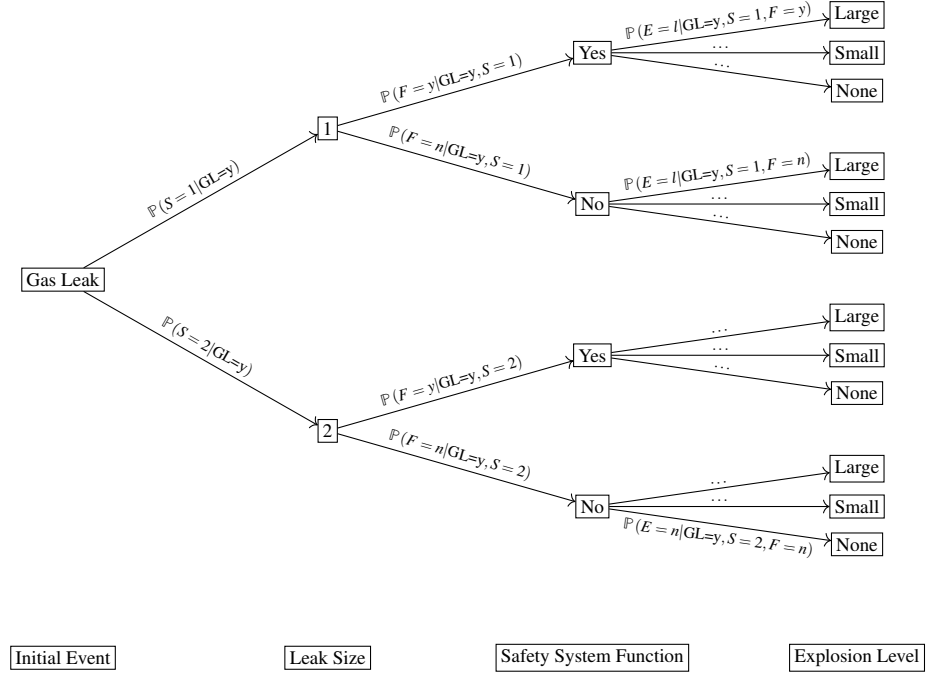 ℙ(E = l|GL=y, S = 1, F = y)
Large
...
Yes
Small
...
ℙ(F = y|GL=y, S = 1)
None
1
ℙ(F = n|GL=y, S = 1)
ℙ(E = l|GL=y, S = 1, F = n)
Large
ℙ(S = 1|GL=y)
...
No
Small
...
None
Gas Leak
Large
...
ℙ(S = 2|GL=y)
Yes
Small
...
ℙ(F = y|GL=y, S = 2)
None
2
ℙ(F = n|GL=y, S = 2)
Large
...
...
No
Small
ℙ(E = n|GL=y, S = 2, F = n)
None
Initial Event
Leak Size
Safety System Function
Explosion Level